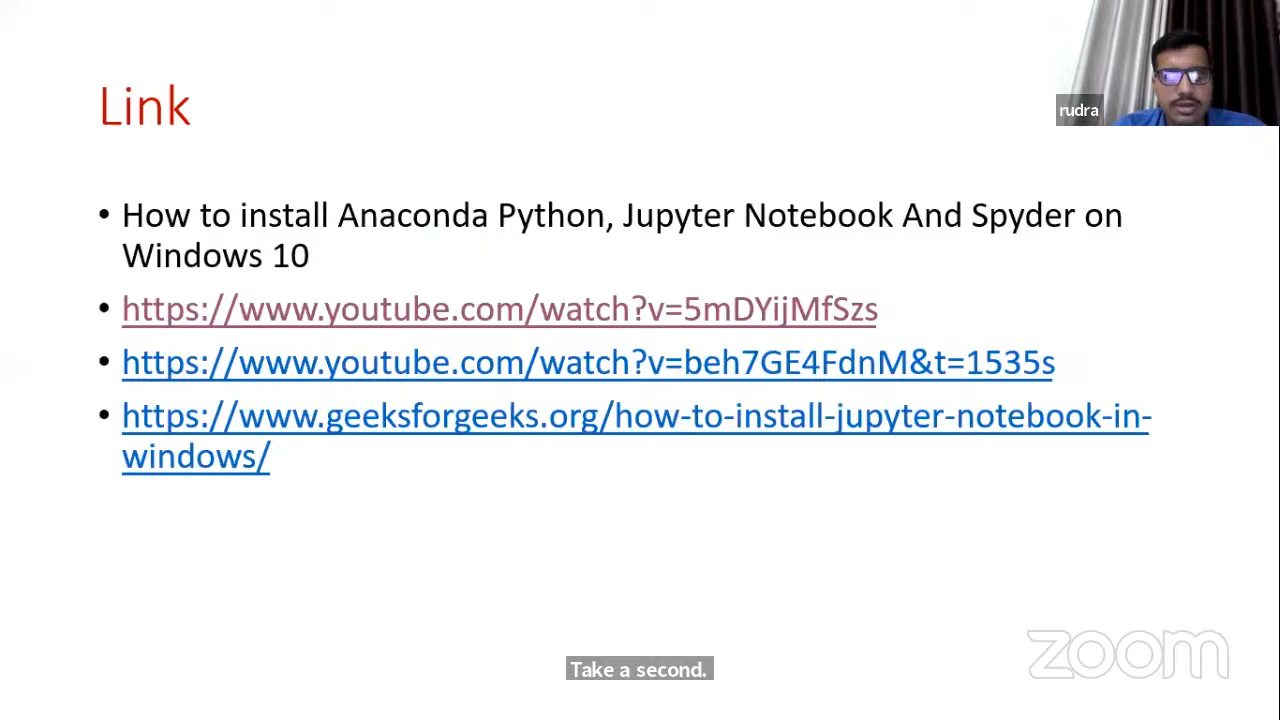 Link
rudra
• How to install Anaconda Python, Jupyter Notebook And Spyder on
Windows 10
• https://www.youtube.com/watch?v=5mDYijMfSzs
• https://www.youtube.com/watch?v=beh7GE4FdnM&t=1535s
• https://www.geeksforgeeks.org/how-to-install-jupyter-notebook-in-
windows/
Take a second.
zoom